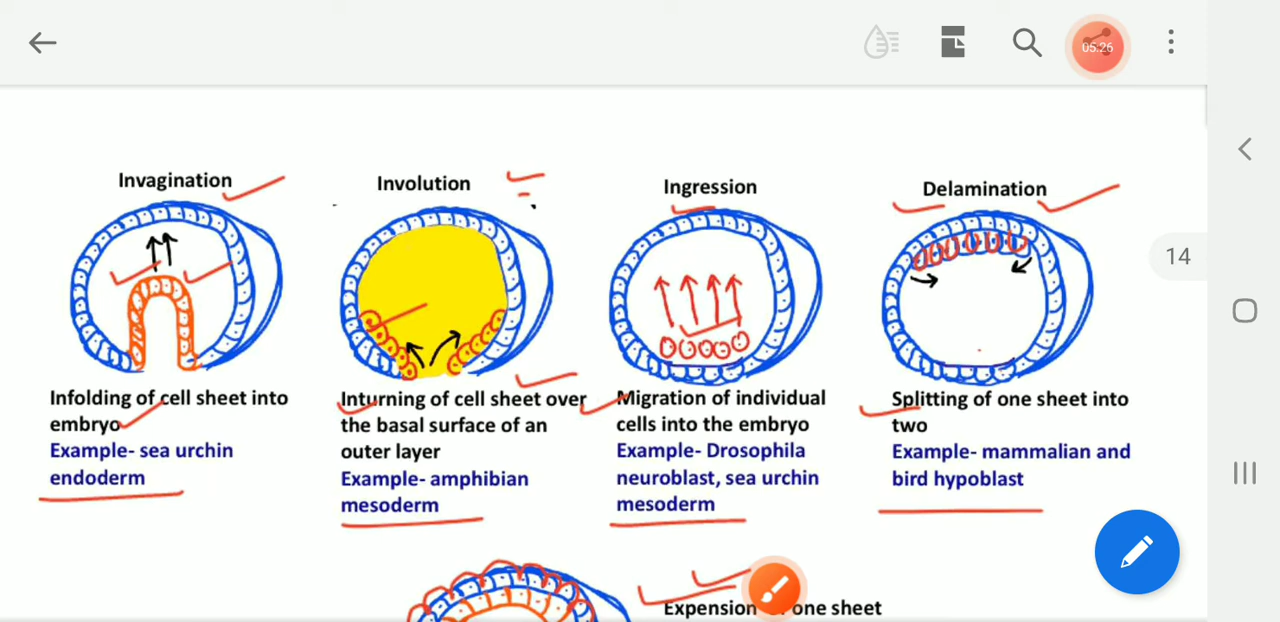 05:26
14
Invagination
Involution
Ingression
Delamination
Infolding of cell sheet into
embryo
Example- sea urchin
endoderm
Inturning of cell sheet over
the basal surface of an
outer layer
Example- amphibian
mesoderm
Migration of individual
cells into the embryo
Example- Drosophila
neuroblast, sea urchin
mesoderm
Splitting of one sheet into
two
Example- mammalian and
bird hypoblast
Expension one sheet